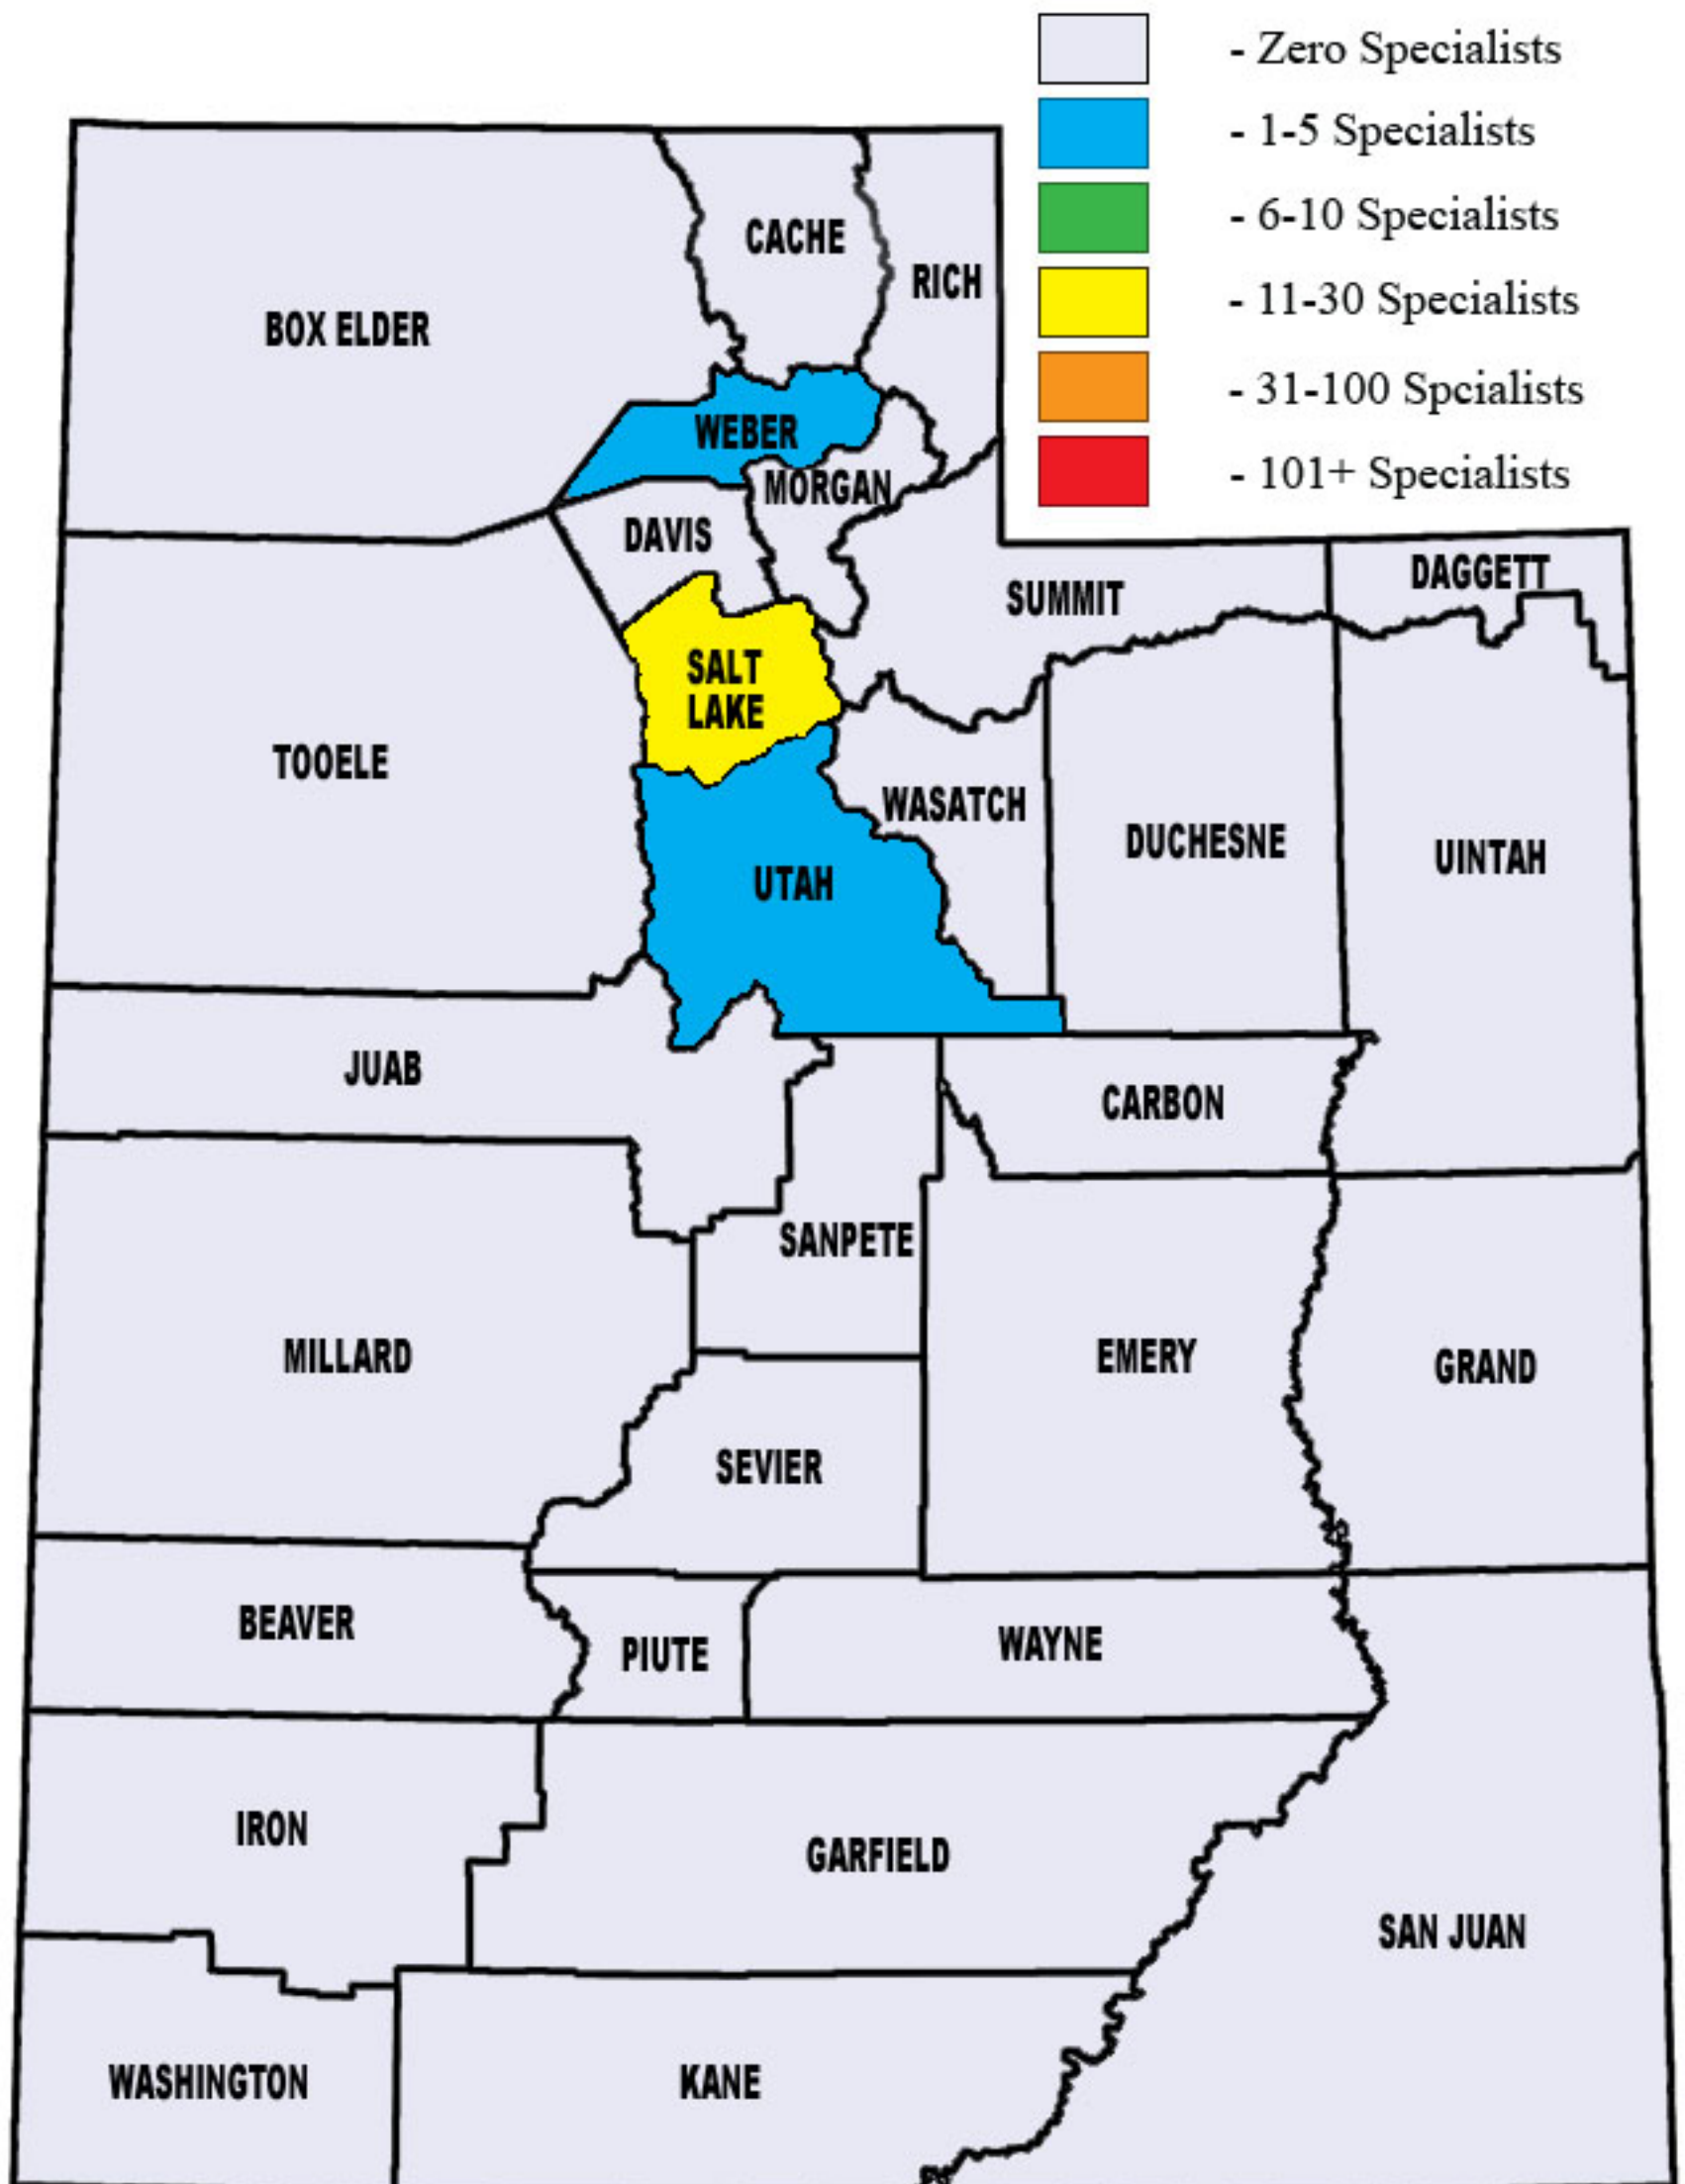 - Zero Specialists
- 1-5 Specialists
- 6-10 Specialists
- 11-30 Specialists
- 31-100 Spcialists
- 101+ Specialists
CACHE
RICH
BOX ELDER
WEBER
MORGAN
DAVIS
DAGGETT
SUMMIT
SALT
LAKE
TOOELE
WASATCH
DUCHESNE
UINTAH
UTAH
JUAB
CARBON
SANPETE
MILLARD
EMERY
GRAND
SEVIER
BEAVER
PIUTE
WAYNE
IRON
GARFIELD
SAN JUAN
WASHINGTON
KANE